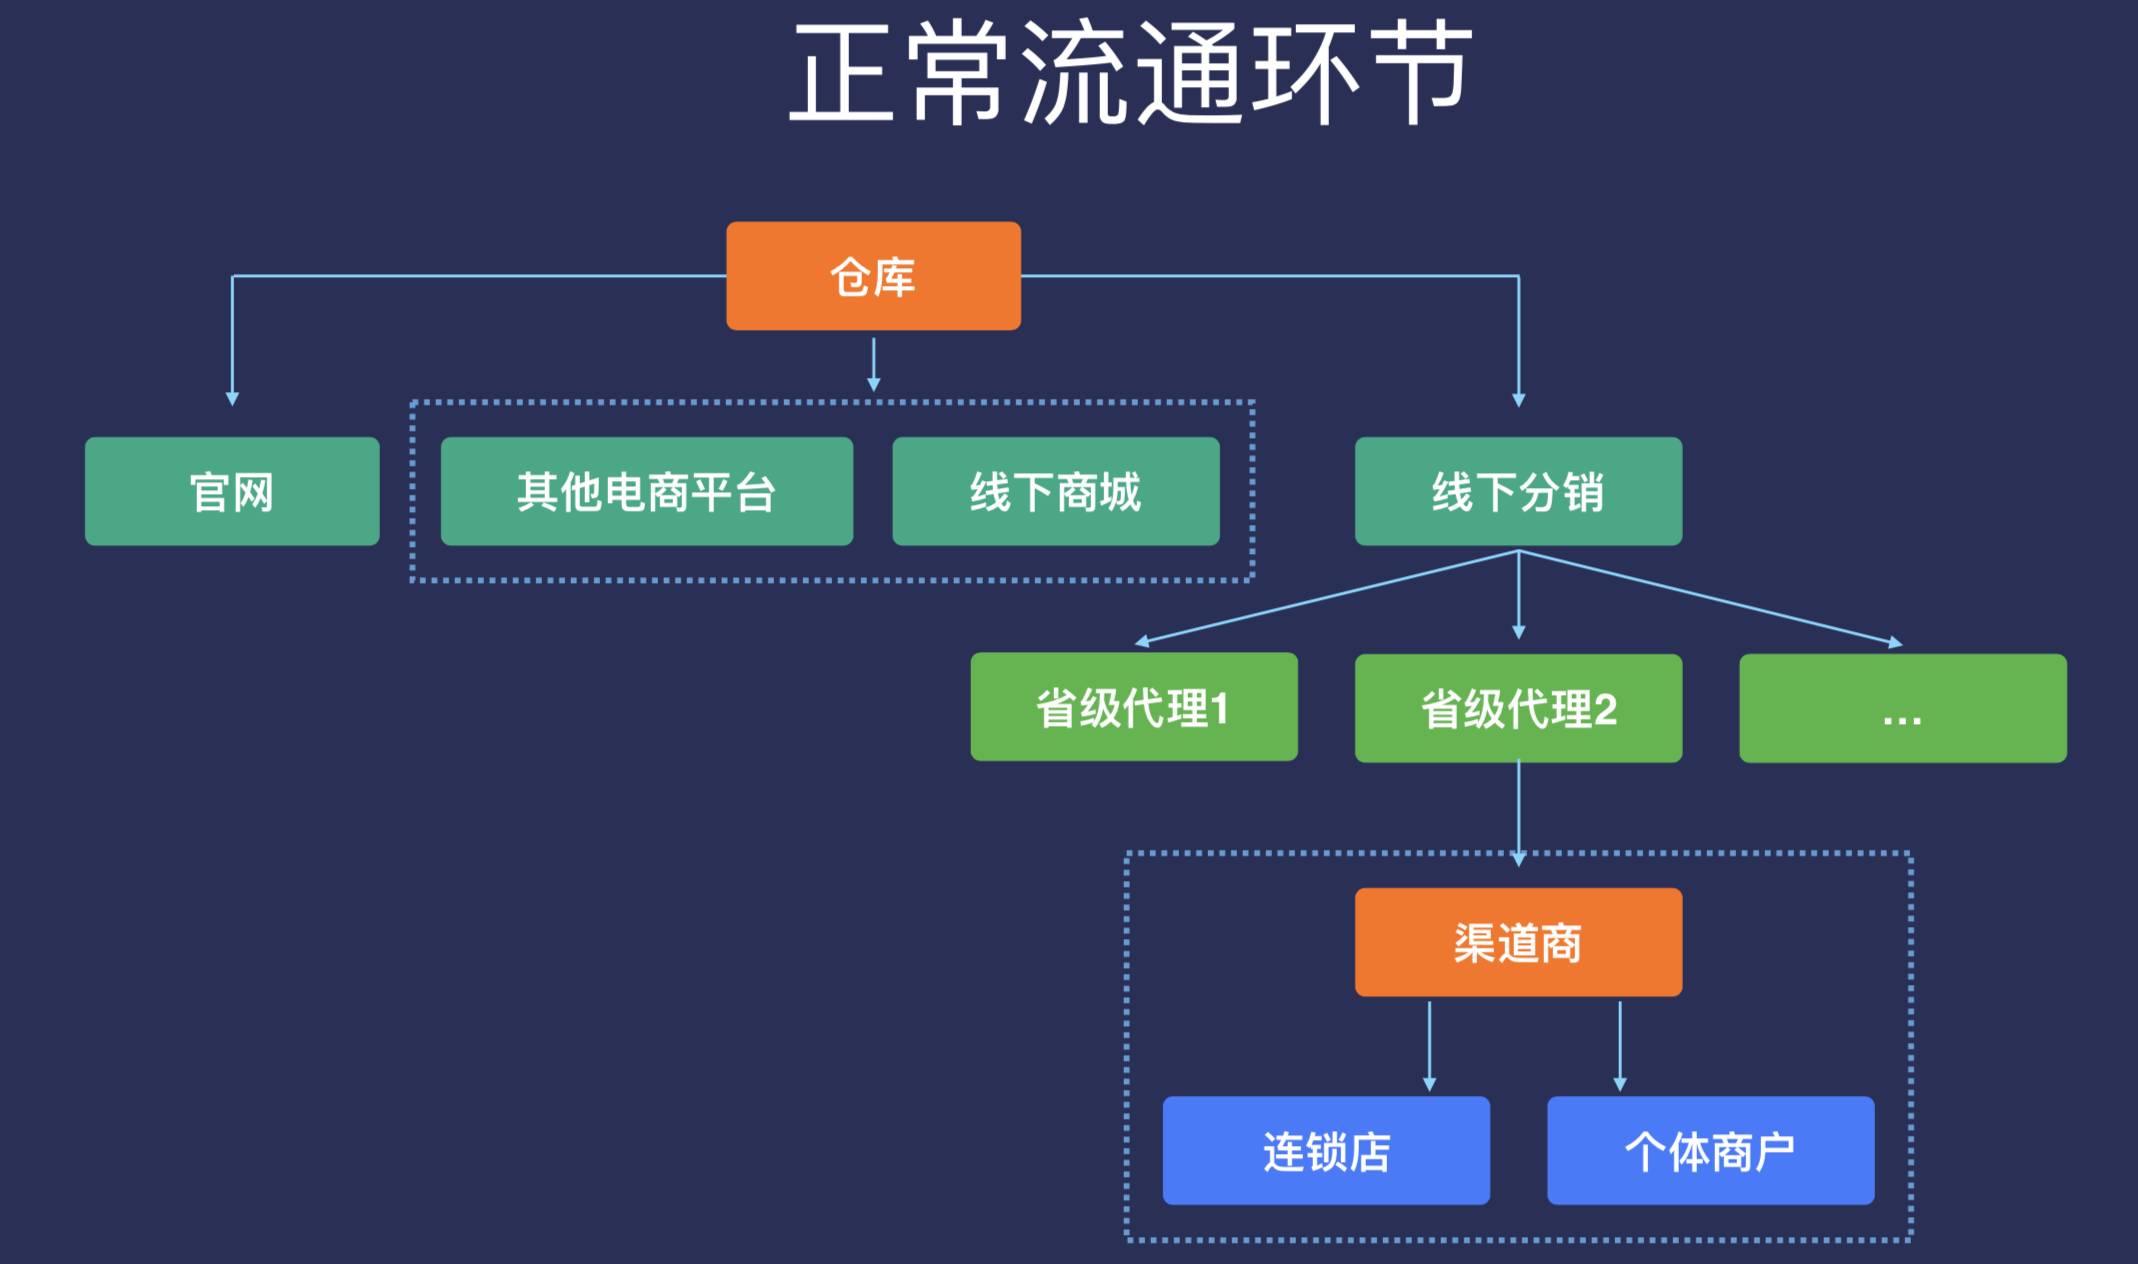 正常流通环节
仓库
官网
其他电商平台
线下商城
线下分销
省级代理1
省级代理2
...
渠道商
连锁店
个体商户